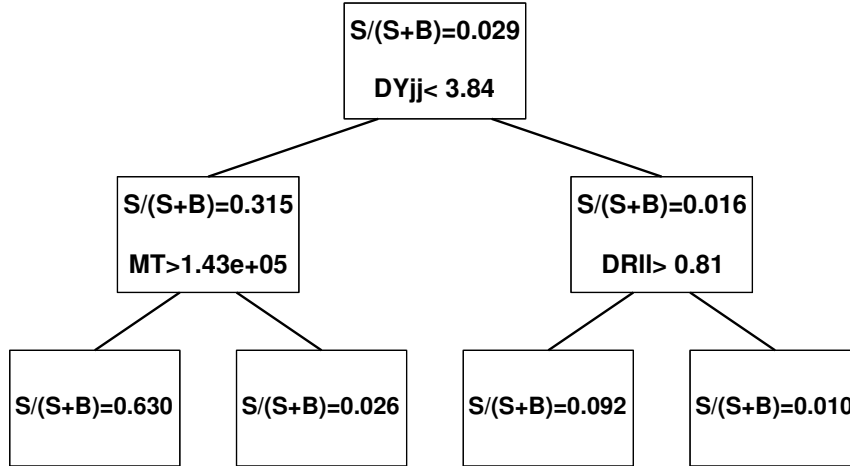 S/(S+B)=0.029
DYjj< 3.84
S/(S+B)=0.315
MT>1.43e+05
S/(S+B)=0.016
DRll> 0.81
S/(S+B)=0.630
S/(S+B)=0.026
S/(S+B)=0.092
S/(S+B)=0.010